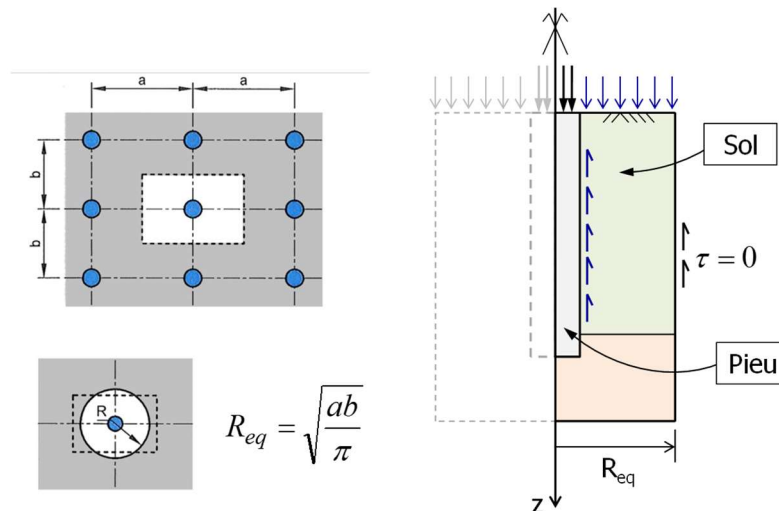 a a
b
b
R
R_eq = √(ab/π)
Sol
τ = 0
Pieu
R_eq
z